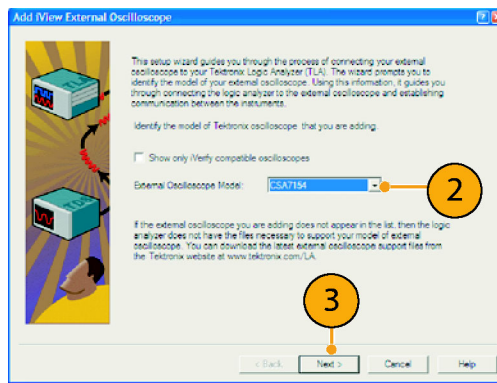 Add iView External Oscilloscope
This setup wizard guides you through the process of connecting your external
oscilloscope to your Tektronix Logic Analyzer (TLA). The wizard prompts you to
identify the model of your external oscilloscope. Using this information, it guides you
through connecting the logic analyzer to the external oscilloscope and establishing
communication between the instruments.
Identify the model of Tektronix oscilloscope that you are adding.
Show only iVerify compatible oscilloscopes
External Oscilloscope Model: CSA7154
2
If the external oscilloscope you are adding does not appear in the list, then the logic
analyzer does not have the files necessary to support your model of external
oscilloscope. You can download the latest external oscilloscope support files from
the Tektronix website at www.tektronix.com/LA.
3
< Back Next > Cancel Help
TLA
TDS